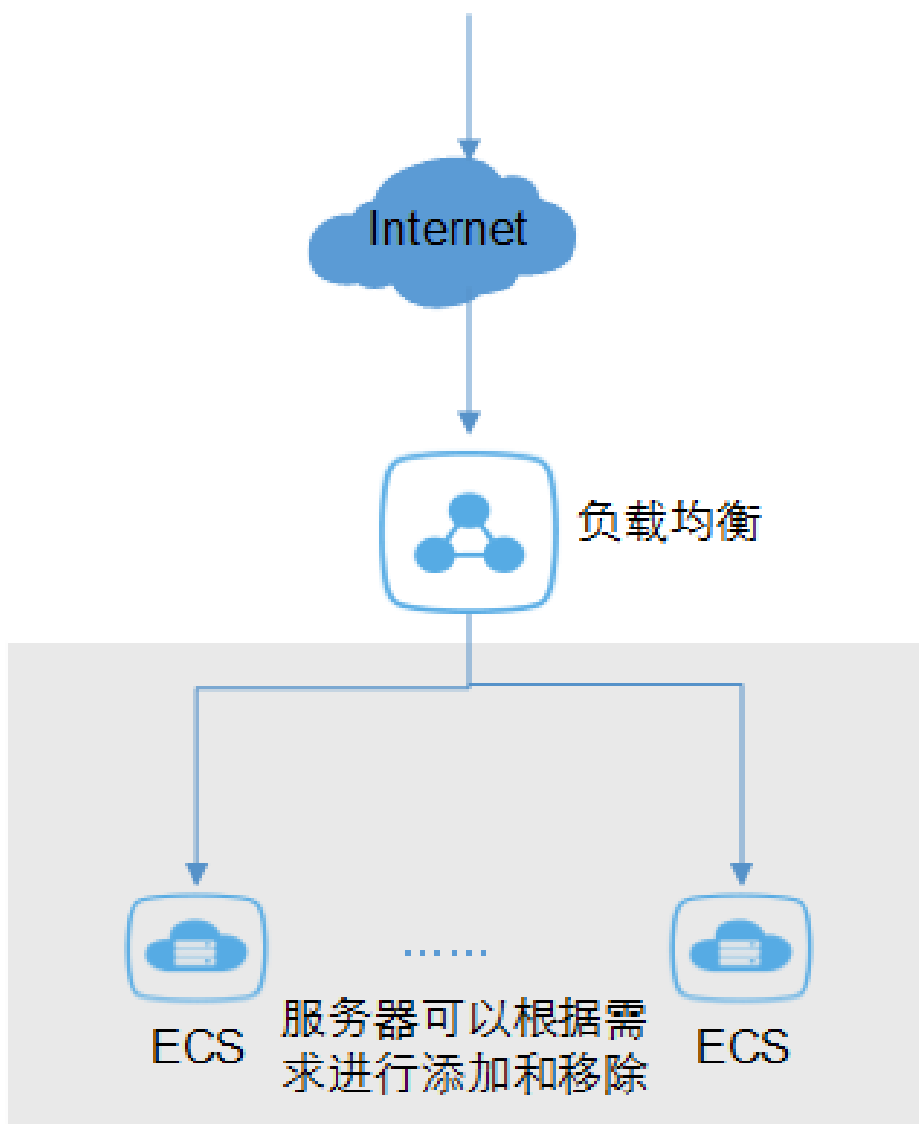 Internet
负载均衡
......
服务器可以根据需
求进行添加和移除
ECS
ECS